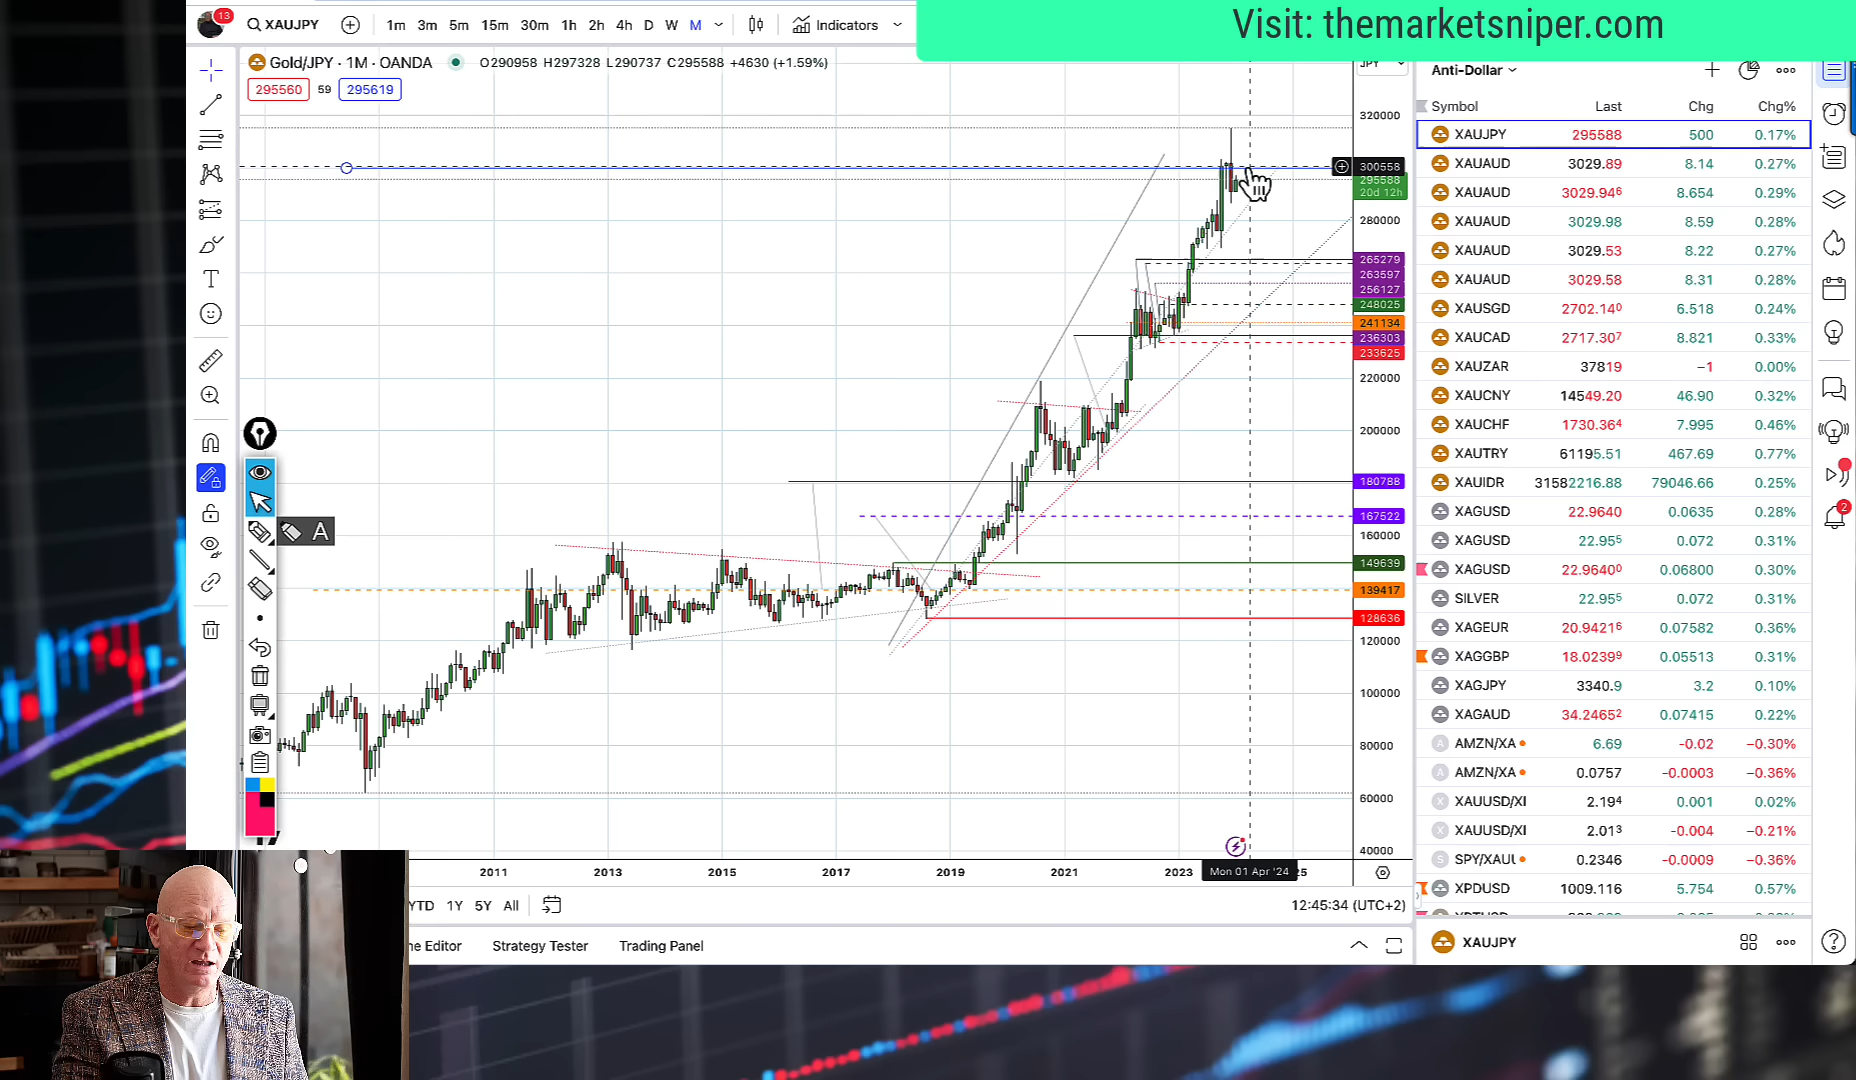 Visit: themarketsniper.com
13
XAUJPY
1m 3m 5m 15m 30m 1h 2h 4h D W M
Indicators
Gold/JPY · 1M · OANDA
O290958 H297328 L290737 C295588 +4630 (+1.59%)
295560 59 295619
JPY
320000
300558
295588
20d 12h
280000
265279
263597
256127
248025
241134
236303
233625
220000
200000
180788
167522
160000
149639
139417
128636
120000
100000
80000
60000
40000
A
2011 2013 2015 2017 2019 2021 2023
Mon 01 Apr '24
25
YTD 1Y 5Y All
12:45:34 (UTC+2)
ne Editor Strategy Tester Trading Panel
Anti-Dollar
Symbol Last Chg Chg%
XAUJPY 295588 500 0.17%
XAUAUD 3029.89 8.14 0.27%
XAUAUD 3029.946 8.654 0.29%
XAUAUD 3029.98 8.59 0.28%
XAUAUD 3029.53 8.22 0.27%
XAUAUD 3029.58 8.31 0.28%
XAUSGD 2702.140 6.518 0.24%
XAUCAD 2717.307 8.821 0.33%
XAUZAR 37819 −1 0.00%
XAUCNY 14549.20 46.90 0.32%
XAUCHF 1730.364 7.995 0.46%
XAUTRY 61195.51 467.69 0.77%
XAUIDR 31582216.88 79046.66 0.25%
XAGUSD 22.9640 0.0635 0.28%
XAGUSD 22.955 0.072 0.31%
XAGUSD 22.96400 0.06800 0.30%
SILVER 22.955 0.072 0.31%
XAGEUR 20.94216 0.07582 0.36%
XAGGBP 18.02399 0.05513 0.31%
XAGJPY 3340.9 3.2 0.10%
XAGAUD 34.24652 0.07415 0.22%
A AMZN/XA 6.69 -0.02 −0.30%
A AMZN/XA 0.0757 -0.0003 −0.36%
X XAUUSD/XI 2.194 0.001 0.02%
X XAUUSD/XI 2.013 -0.004 −0.21%
S SPY/XAUI 0.2346 -0.0009 −0.36%
XPDUSD 1009.116 5.754 0.57%
XAUJPY
2